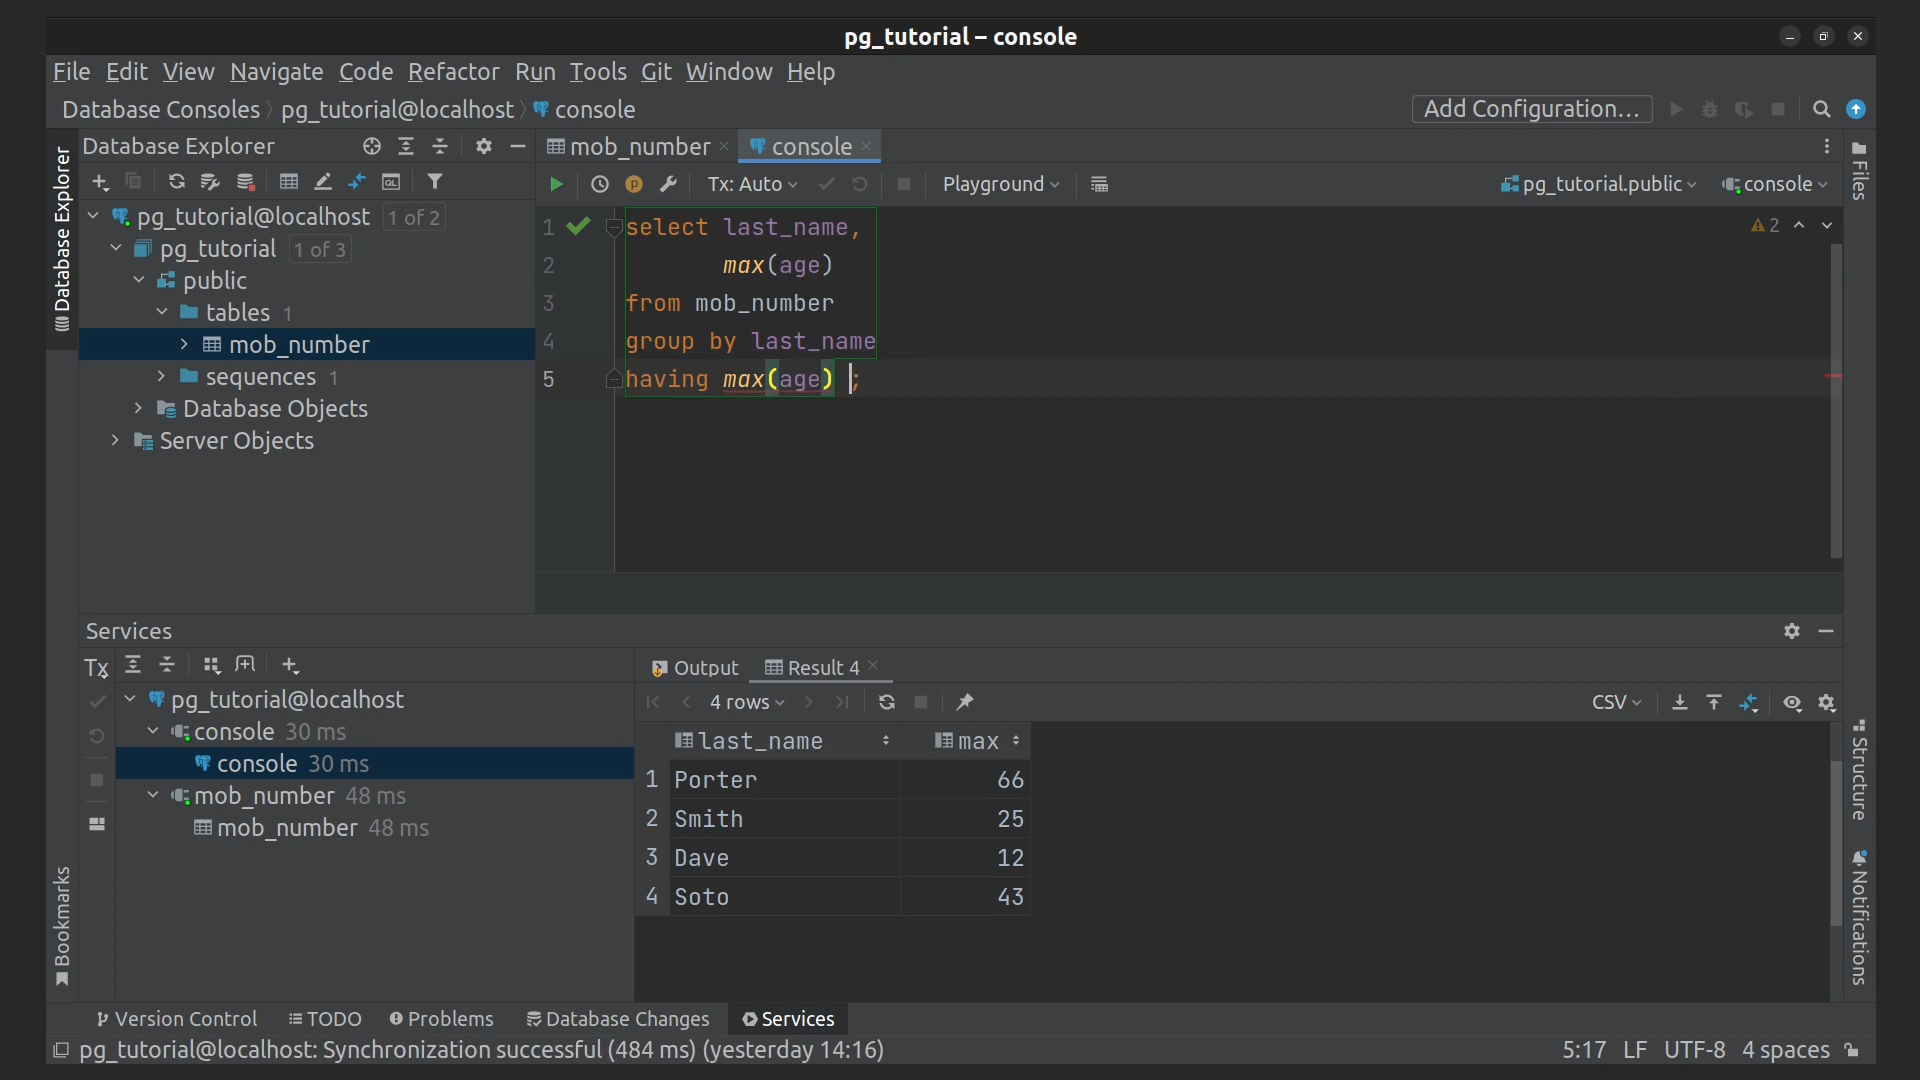 pg_tutorial – console
File Edit View Navigate Code Refactor Run Tools Git Window Help
Database Consoles pg_tutorial@localhost console
Add Configuration...
Database Explorer
mob_number
console
Tx: Auto
Playground
pg_tutorial.public
console
Database Explorer
Files
pg_tutorial@localhost 1 of 2
pg_tutorial 1 of 3
public
tables 1
mob_number
sequences 1
Database Objects
Server Objects
1 select last_name,
2 max(age)
3 from mob_number
4 group by last_name
5 having max(age) ;
2
Services
Tx
pg_tutorial@localhost
console 30 ms
console 30 ms
mob_number 48 ms
mob_number 48 ms
Output
Result 4
4 rows
CSV
last_name max
1 Porter 66
2 Smith 25
3 Dave 12
4 Soto 43
Structure
Notifications
Bookmarks
Version Control
TODO
Problems
Database Changes
Services
pg_tutorial@localhost: Synchronization successful (484 ms) (yesterday 14:16)
5:17 LF UTF-8 4 spaces